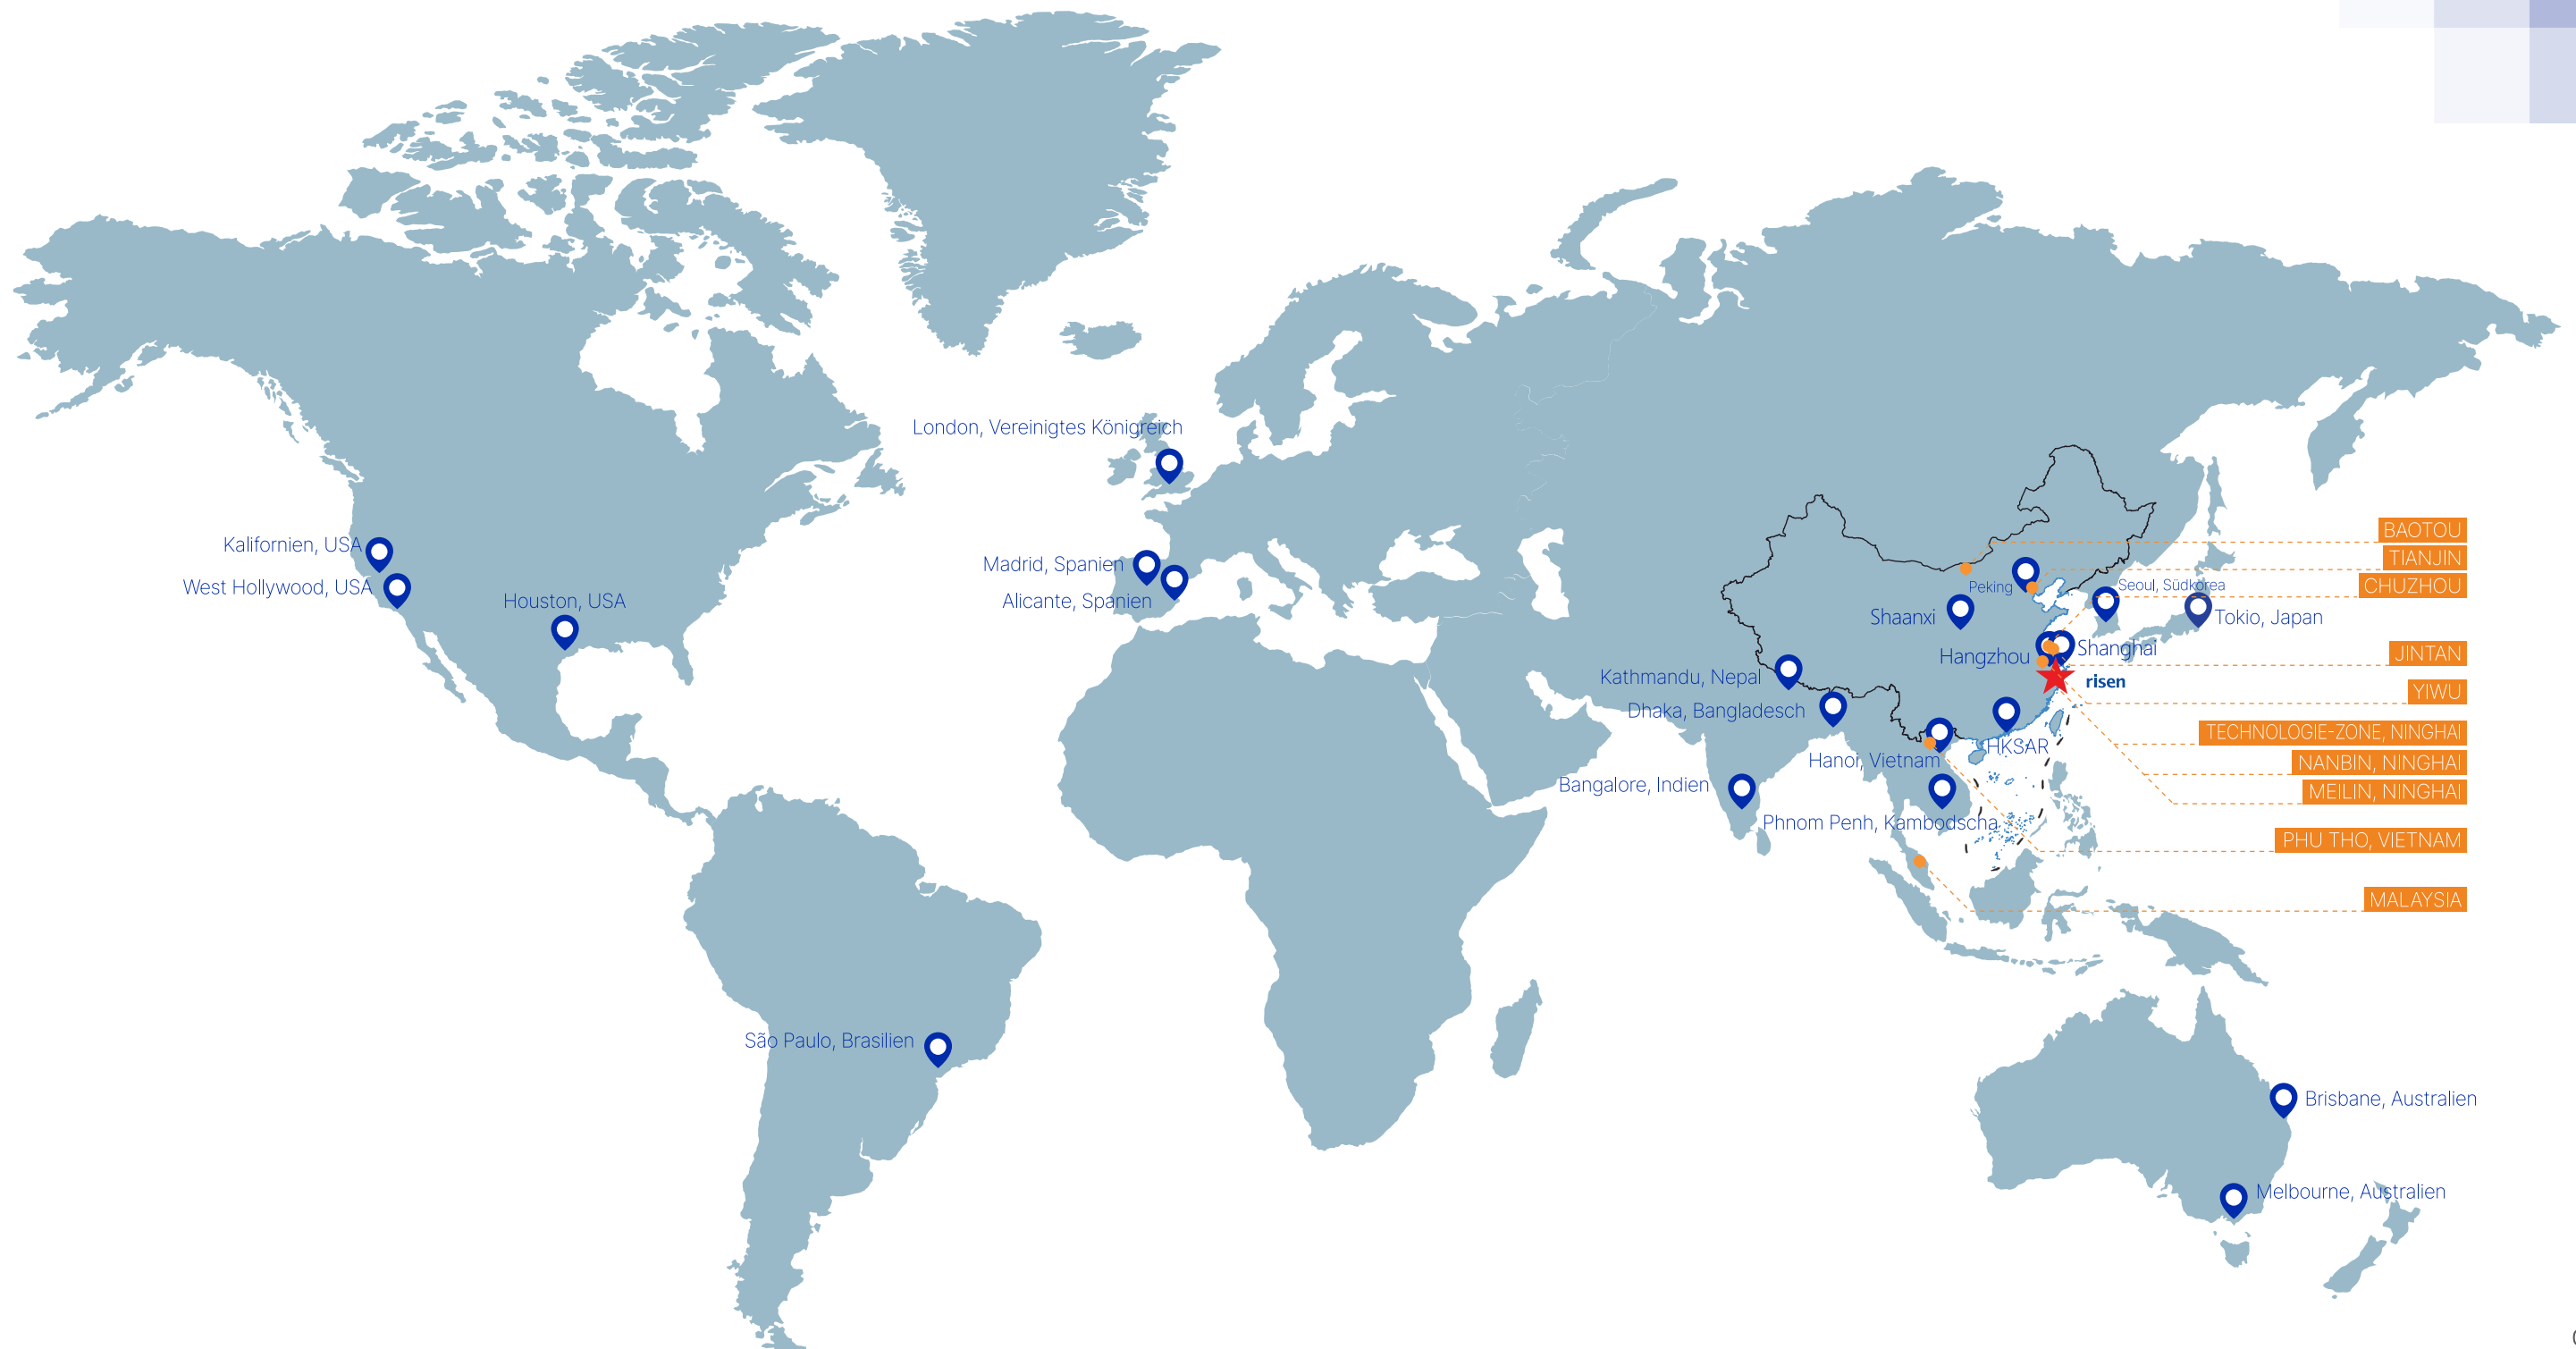 London, Vereinigtes Königreich
Kalifornien, USA
West Hollywood, USA
Houston, USA
Madrid, Spanien
Alicante, Spanien
São Paulo, Brasilien
Peking
Seoul, Südkorea
Shaanxi
Tokio, Japan
Hangzhou
Shanghai
risen
Kathmandu, Nepal
Dhaka, Bangladesch
HKSAR
Hanoi, Vietnam
Bangalore, Indien
Phnom Penh, Kambodscha
BAOTOU
TIANJIN
CHUZHOU
JINTAN
YIWU
TECHNOLOGIE-ZONE, NINGHAI
NANBIN, NINGHAI
MEILIN, NINGHAI
PHU THO, VIETNAM
MALAYSIA
Brisbane, Australien
Melbourne, Australien